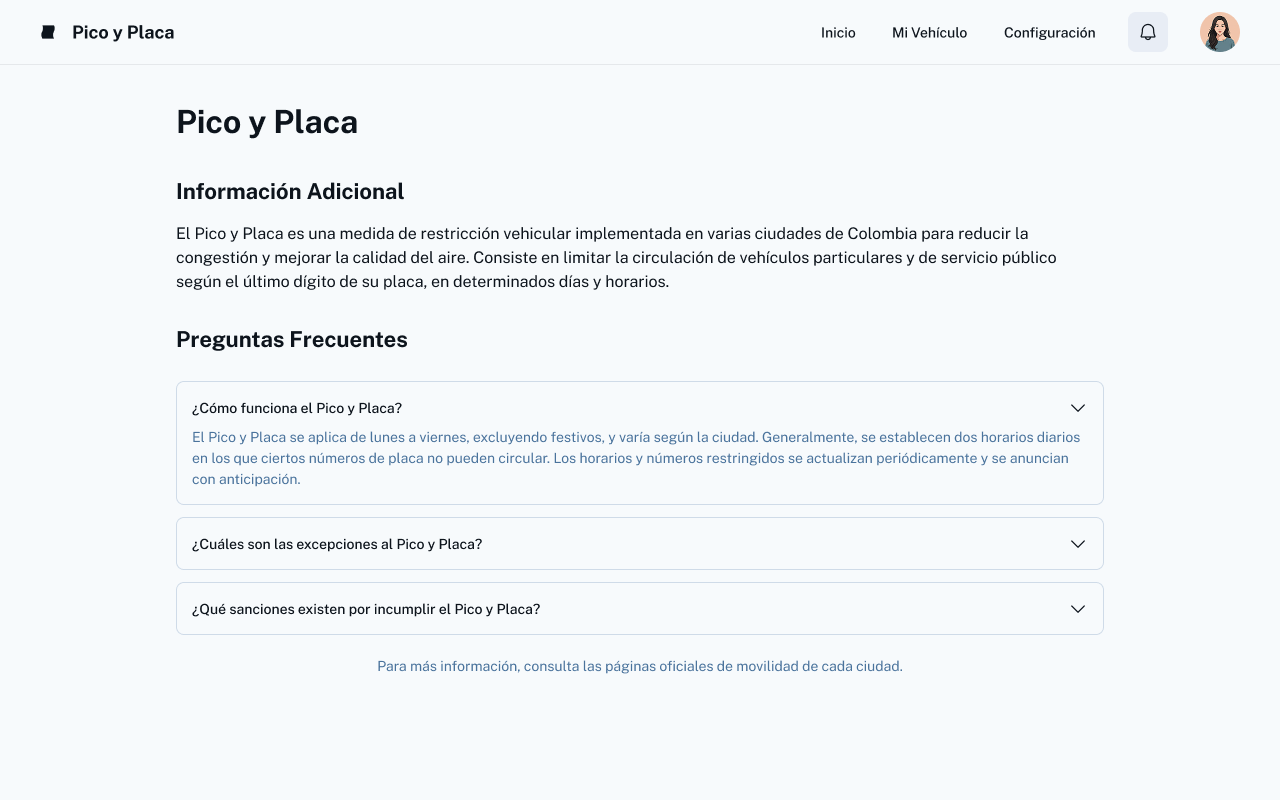 Pico y Placa
Inicio
Mi Vehículo
Configuración
Pico y Placa
Información Adicional
El Pico y Placa es una medida de restricción vehicular implementada en varias ciudades de Colombia para reducir la
congestión y mejorar la calidad del aire. Consiste en limitar la circulación de vehículos particulares y de servicio público
según el último dígito de su placa, en determinados días y horarios.
Preguntas Frecuentes
¿Cómo funciona el Pico y Placa?
El Pico y Placa se aplica de lunes a viernes, excluyendo festivos, y varía según la ciudad. Generalmente, se establecen dos horarios diarios
en los que ciertos números de placa no pueden circular. Los horarios y números restringidos se actualizan periódicamente y se anuncian
con anticipación.
¿Cuáles son las excepciones al Pico y Placa?
¿Qué sanciones existen por incumplir el Pico y Placa?
Para más información, consulta las páginas oficiales de movilidad de cada ciudad.